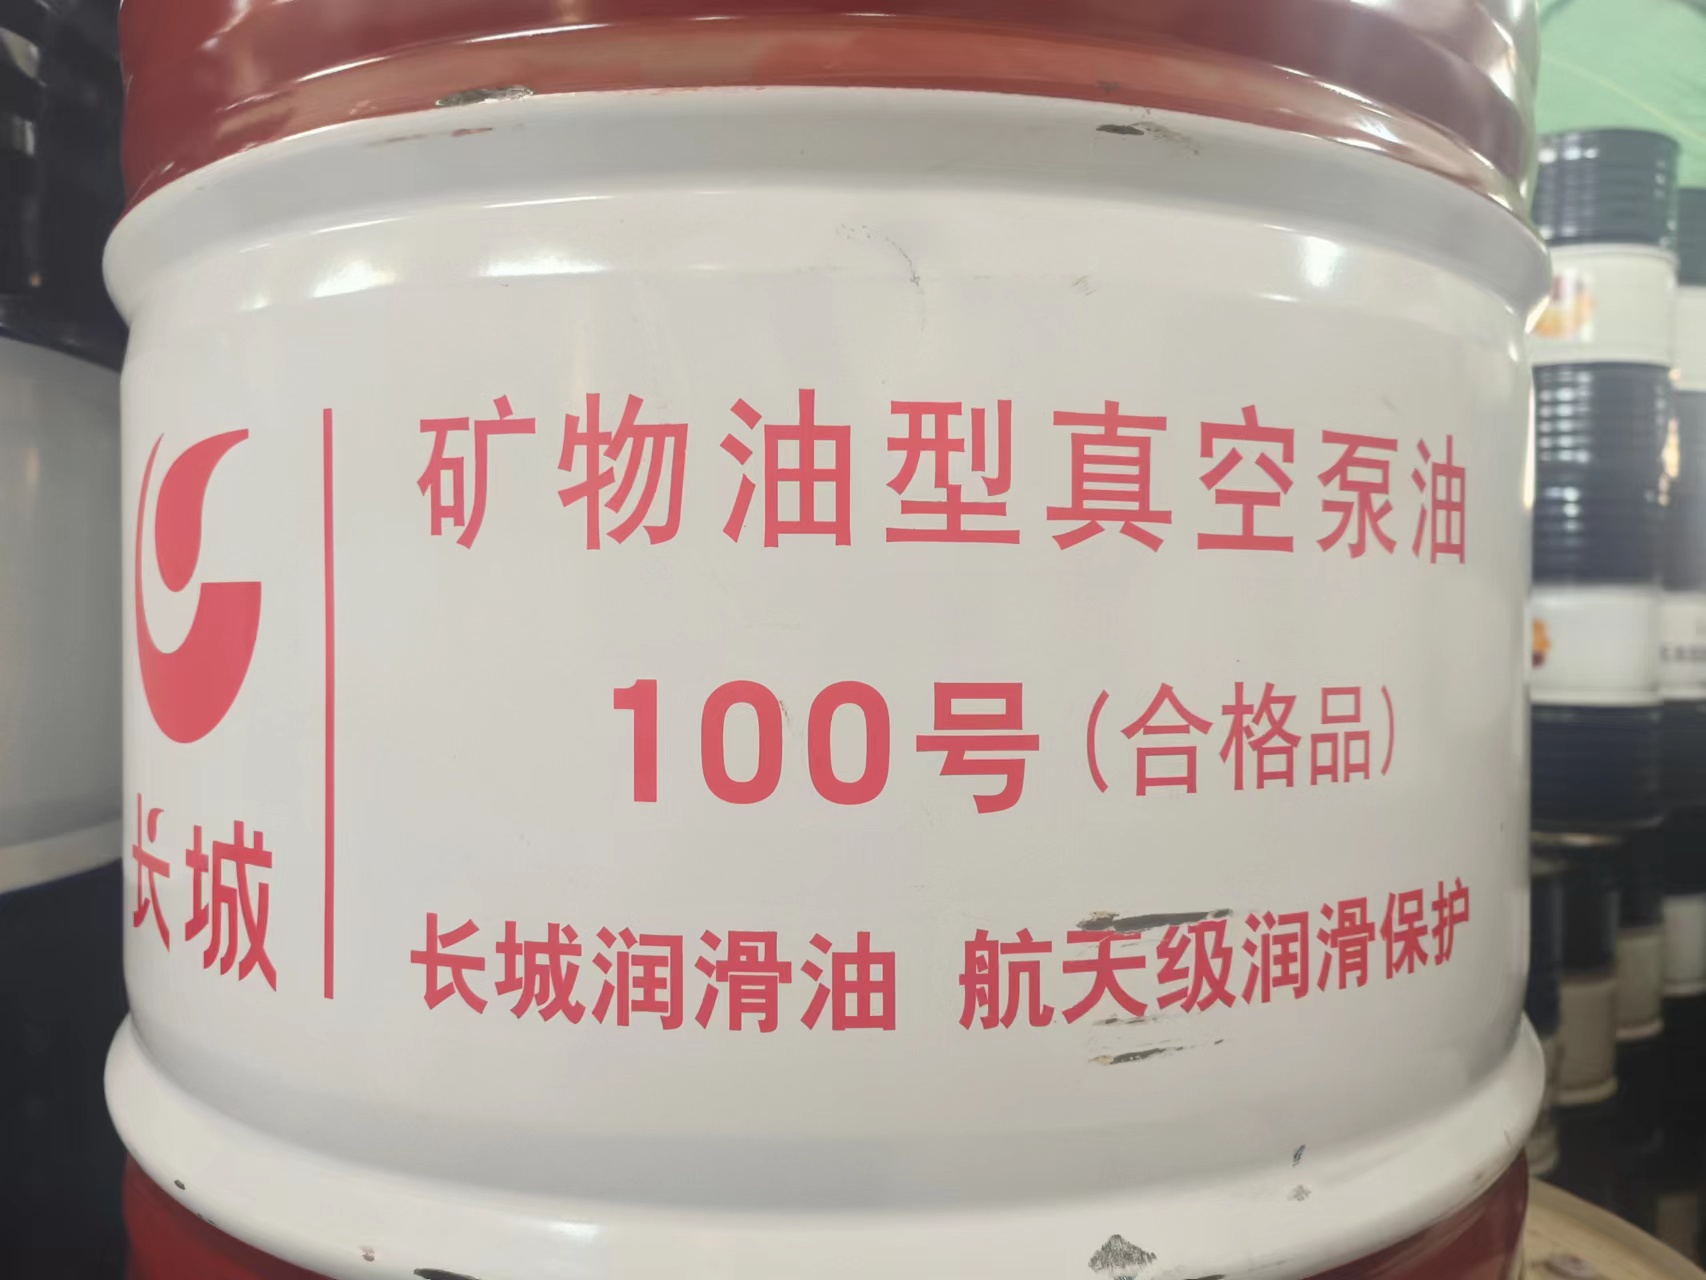 矿物油型真空泵油
100号(合格品)
长城
长城润滑油 航天级润滑保护